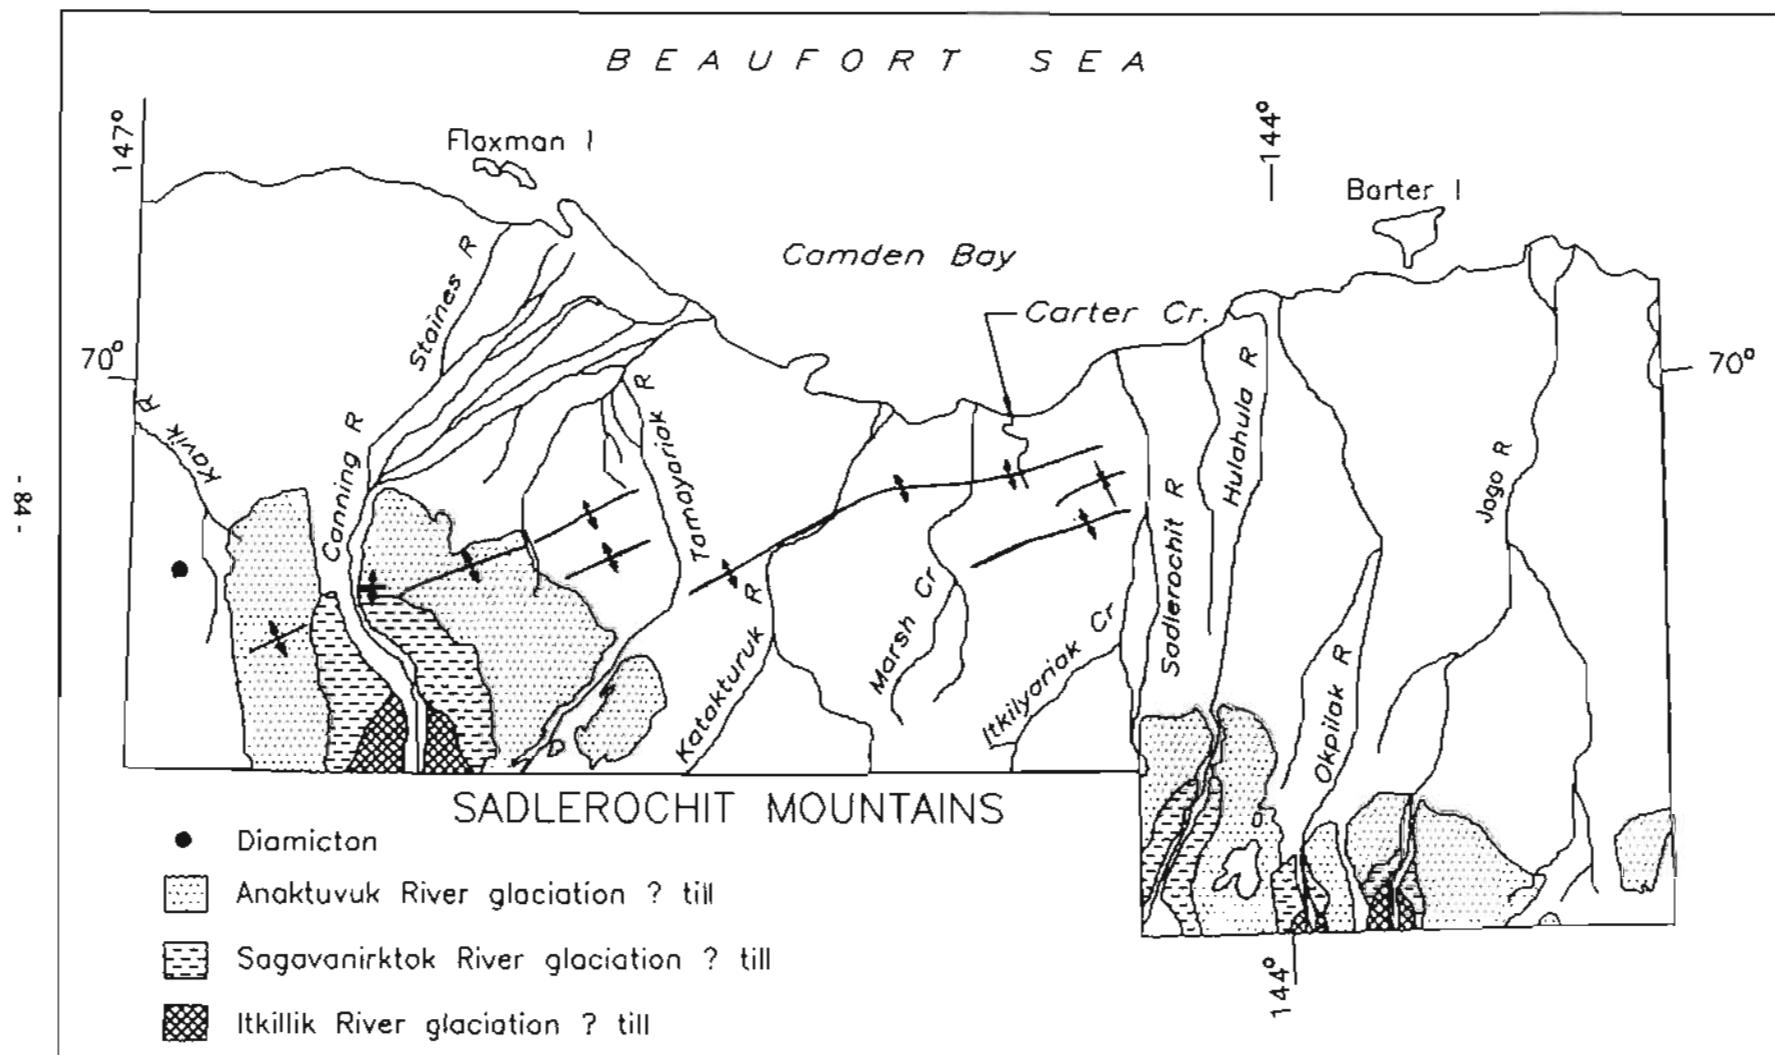 BEAUFORT SEA
147°
Flaxman I
144°
Barter I
Staines R
Camden Bay
Carter Cr.
70°
70°
Kavik R
Canning R
Tamayariak R
Hulahula R
Jago R
- 84 -
Sadlerochit R
Katakturuk R
Marsh Cr
Itkilyariak Cr
Okpilak R
SADLEROCHIT MOUNTAINS
Diamicton
Anaktuvuk River glaciation ? till
Sagavanirktok River glaciation ? till
Itkillik River glaciation ? till
144°